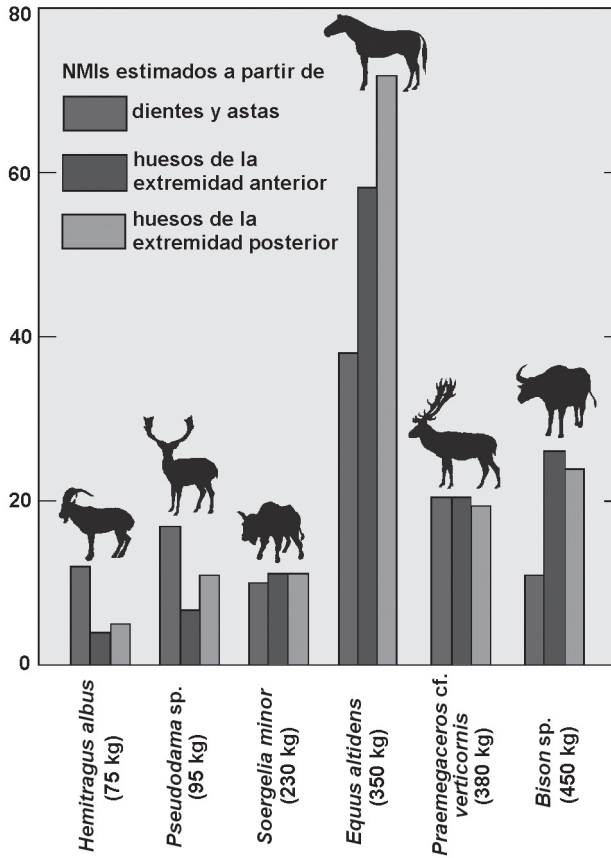 80
60
40
20
0
NMIs estimados a partir de
dientes y astas
huesos de la
extremidad anterior
huesos de la
extremidad posterior
Hemitragus albus
(75 kg)
Pseudodama sp.
(95 kg)
Soergelia minor
(230 kg)
Equus altidens
(350 kg)
Praemegaceros cf.
verticornis
(380 kg)
Bison sp.
(450 kg)